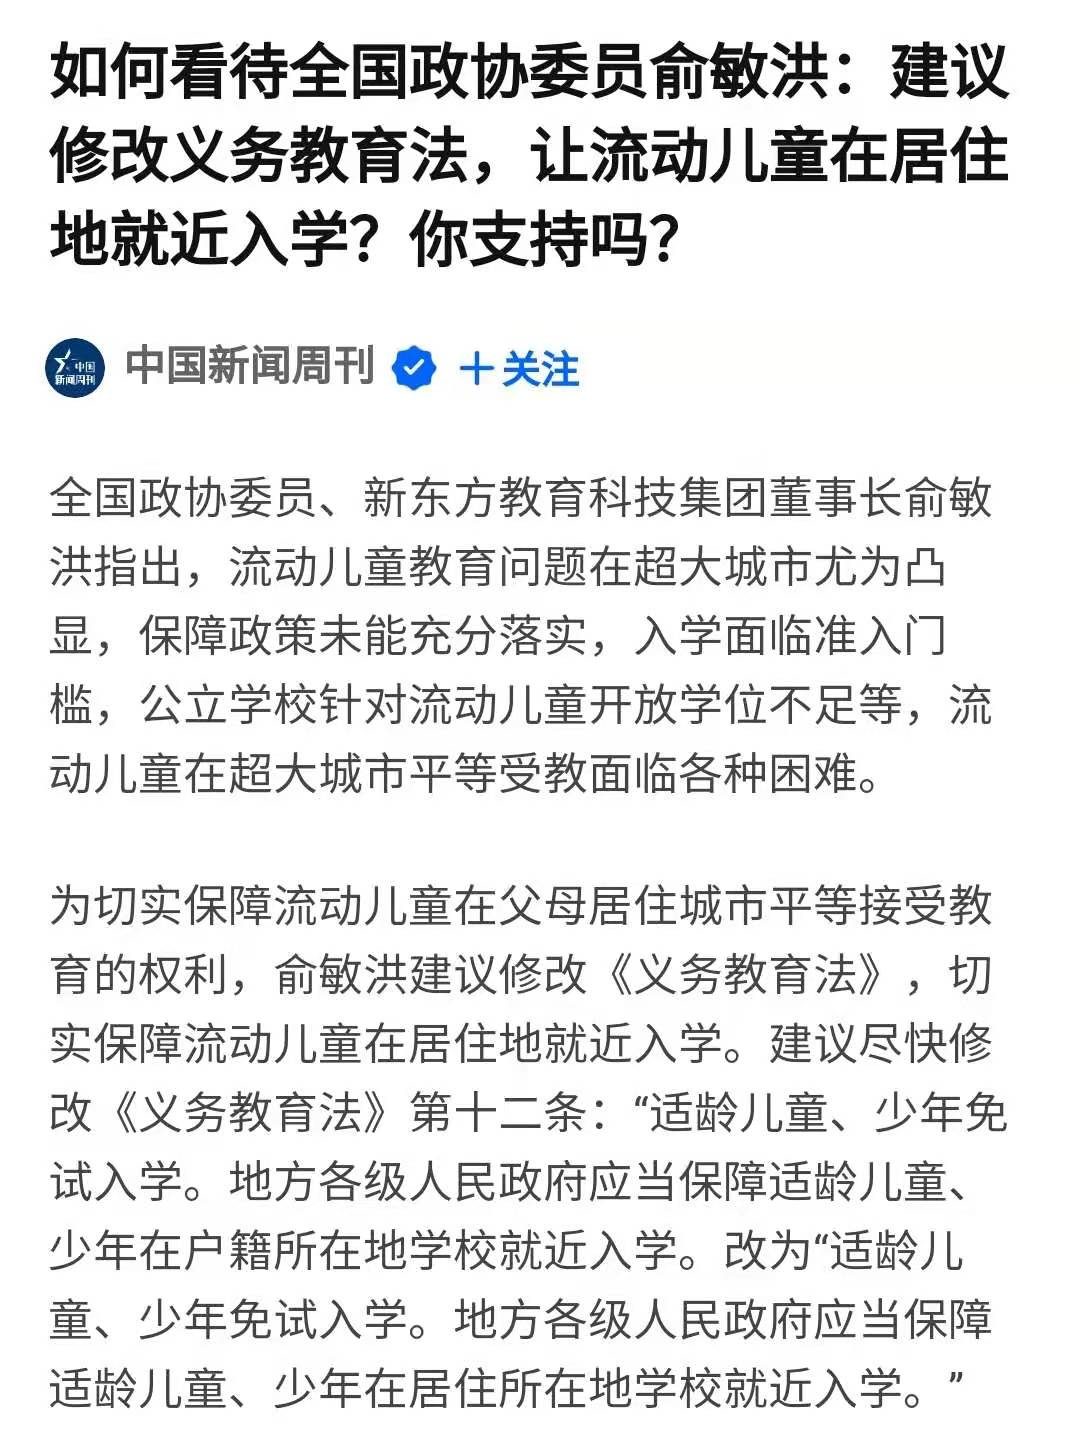 如何看待全国政协委员俞敏洪：建议
修改义务教育法，让流动儿童在居住
地就近入学？你支持吗？
中国
新闻周刊
中国新闻周刊
＋关注
全国政协委员、新东方教育科技集团董事长俞敏
洪指出，流动儿童教育问题在超大城市尤为凸
显，保障政策未能充分落实，入学面临准入门
槛，公立学校针对流动儿童开放学位不足等，流
动儿童在超大城市平等受教面临各种困难。
为切实保障流动儿童在父母居住城市平等接受教
育的权利，俞敏洪建议修改《义务教育法》，切
实保障流动儿童在居住地就近入学。建议尽快修
改《义务教育法》第十二条：“适龄儿童、少年免
试入学。地方各级人民政府应当保障适龄儿童、
少年在户籍所在地学校就近入学。改为“适龄儿
童、少年免试入学。地方各级人民政府应当保障
适龄儿童、少年在居住所在地学校就近入学。”